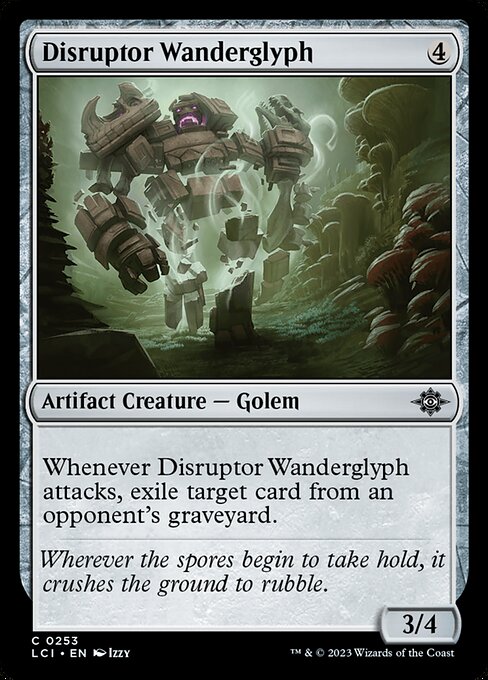 Disruptor Wanderglyph 4
Artifact Creature — Golem
Whenever Disruptor Wanderglyph
attacks, exile target card from an
opponent's graveyard.
Wherever the spores begin to take hold, it
crushes the ground to rubble.
3/4
C 0253
LCI • EN Izzy ™ & © 2023 Wizards of the Coast